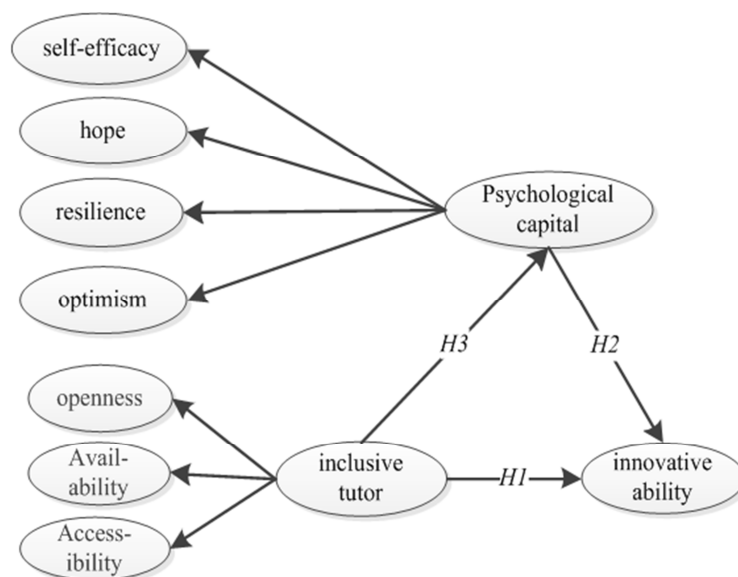 self-efficacy
hope
resilience
optimism
Psychological
capital
H3
H2
openness
Avail-
ability
Access-
ibility
inclusive
tutor
H1
innovative
ability